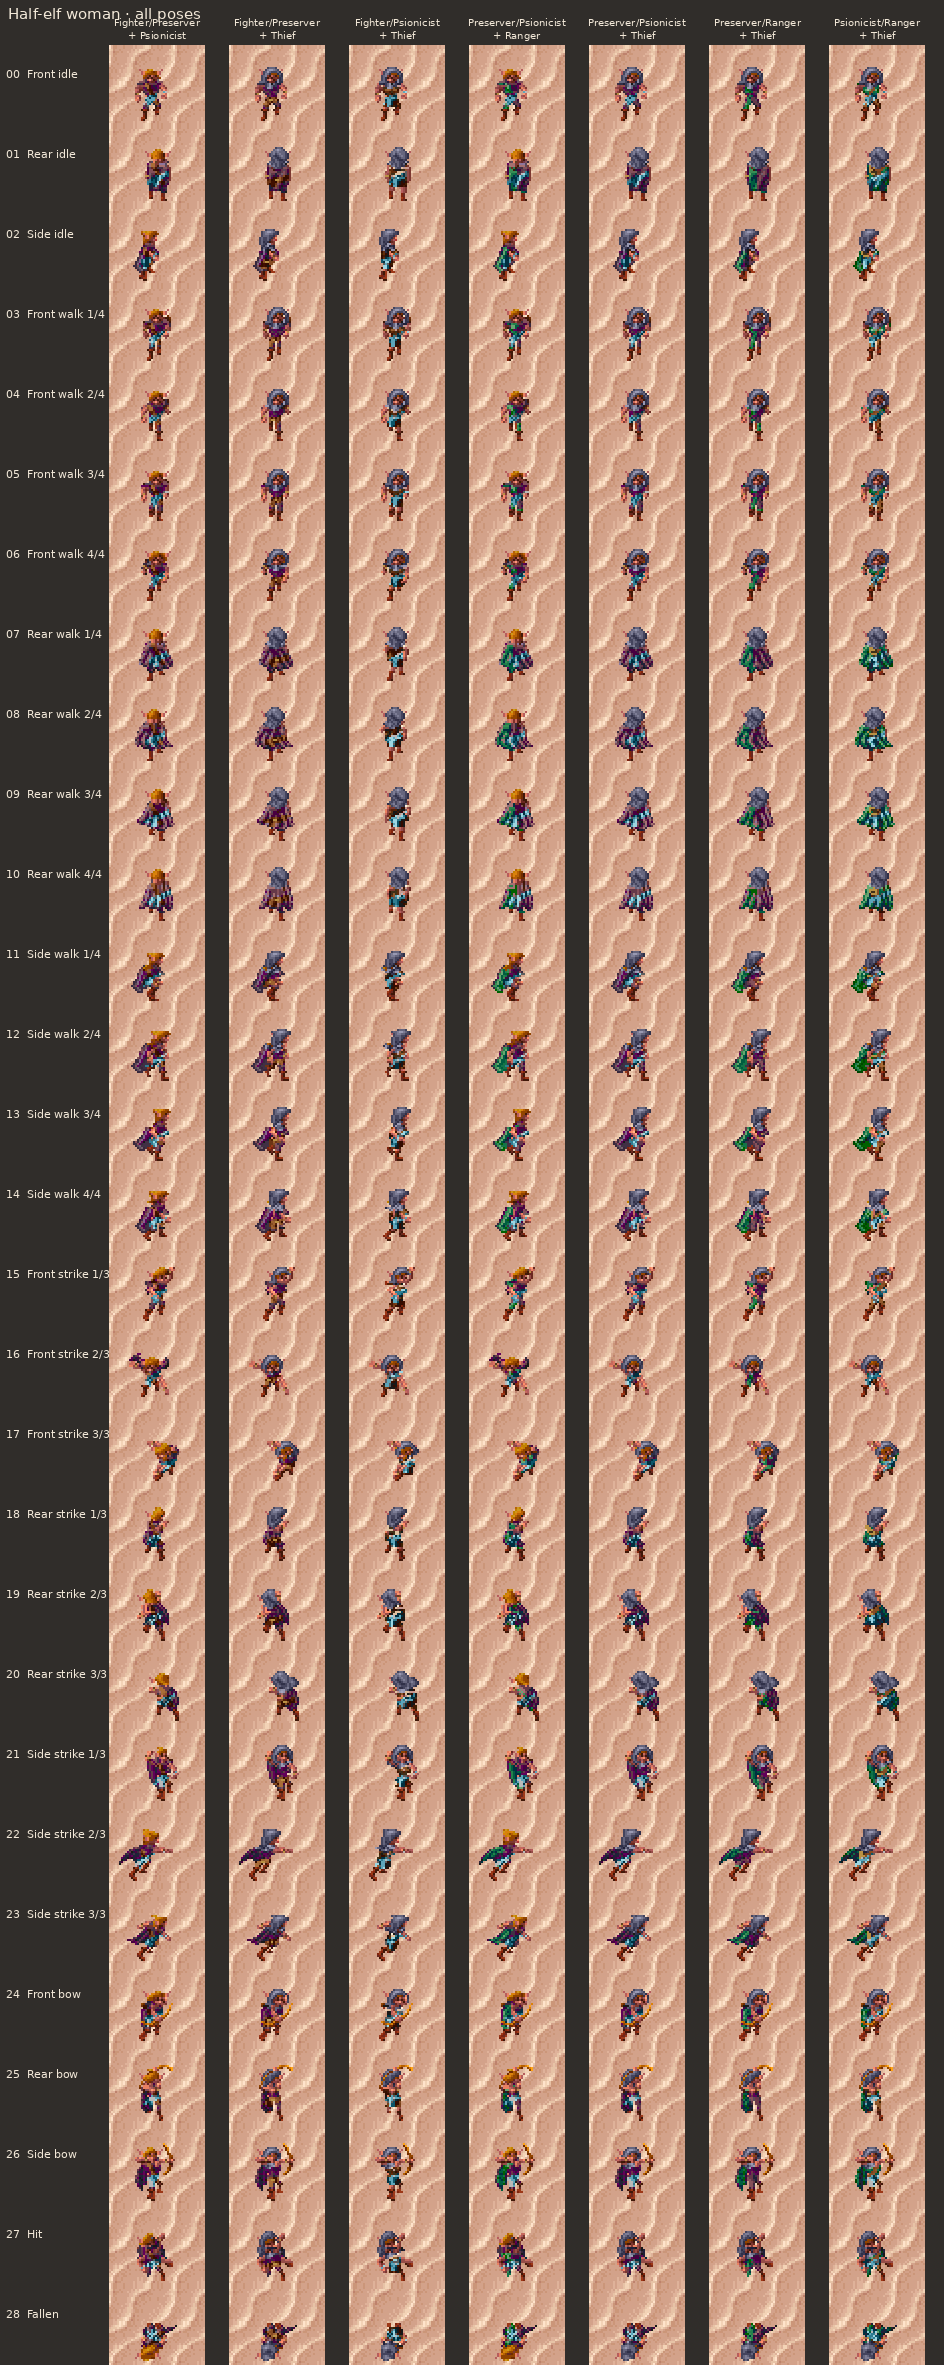 Half-elf woman · all poses
Fighter/Preserver
+ Psionicist
Fighter/Preserver
+ Thief
Fighter/Psionicist
+ Thief
Preserver/Psionicist
+ Ranger
Preserver/Psionicist
+ Thief
Preserver/Ranger
+ Thief
Psionicist/Ranger
+ Thief
00 Front idle
01 Rear idle
02 Side idle
03 Front walk 1/4
04 Front walk 2/4
05 Front walk 3/4
06 Front walk 4/4
07 Rear walk 1/4
08 Rear walk 2/4
09 Rear walk 3/4
10 Rear walk 4/4
11 Side walk 1/4
12 Side walk 2/4
13 Side walk 3/4
14 Side walk 4/4
15 Front strike 1/3
16 Front strike 2/3
17 Front strike 3/3
18 Rear strike 1/3
19 Rear strike 2/3
20 Rear strike 3/3
21 Side strike 1/3
22 Side strike 2/3
23 Side strike 3/3
24 Front bow
25 Rear bow
26 Side bow
27 Hit
28 Fallen